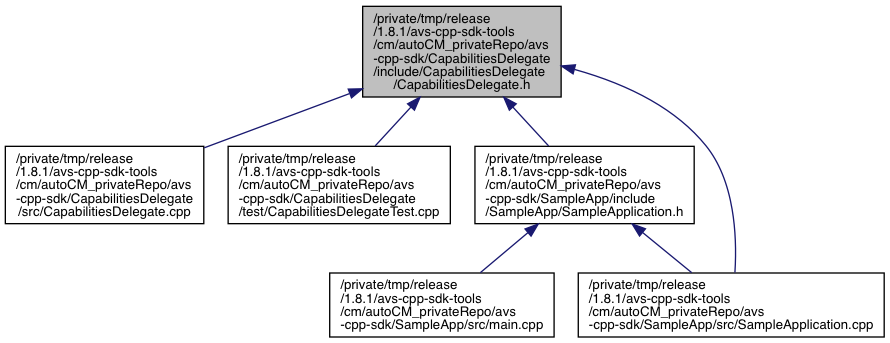 /private/tmp/release
/1.8.1/avs-cpp-sdk-tools
/cm/autoCM_privateRepo/avs
-cpp-sdk/CapabilitiesDelegate
/include/CapabilitiesDelegate
/CapabilitiesDelegate.h
/private/tmp/release
/1.8.1/avs-cpp-sdk-tools
/cm/autoCM_privateRepo/avs
-cpp-sdk/CapabilitiesDelegate
/src/CapabilitiesDelegate.cpp
/private/tmp/release
/1.8.1/avs-cpp-sdk-tools
/cm/autoCM_privateRepo/avs
-cpp-sdk/CapabilitiesDelegate
/test/CapabilitiesDelegateTest.cpp
/private/tmp/release
/1.8.1/avs-cpp-sdk-tools
/cm/autoCM_privateRepo/avs
-cpp-sdk/SampleApp/include
/SampleApp/SampleApplication.h
/private/tmp/release
/1.8.1/avs-cpp-sdk-tools
/cm/autoCM_privateRepo/avs
-cpp-sdk/SampleApp/src/main.cpp
/private/tmp/release
/1.8.1/avs-cpp-sdk-tools
/cm/autoCM_privateRepo/avs
-cpp-sdk/SampleApp/src/SampleApplication.cpp